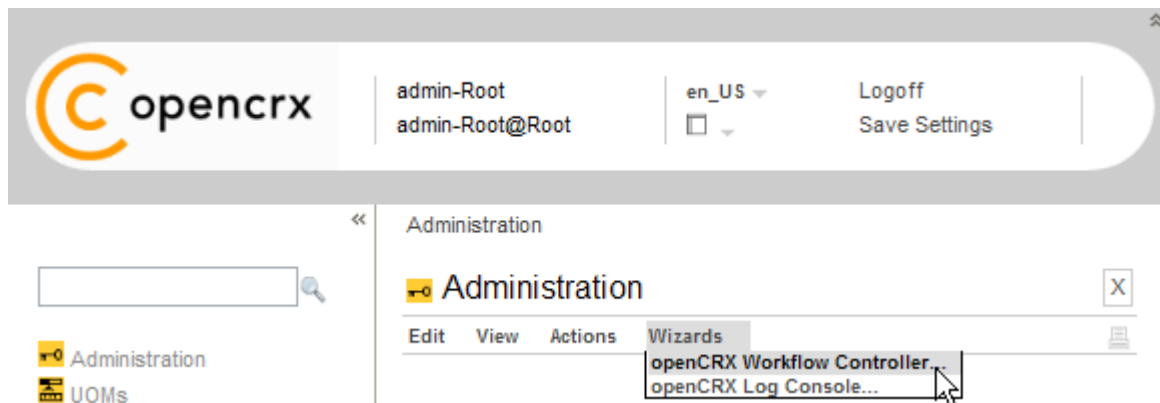 opencrx
admin-Root en_US Logoff
admin-Root@Root Save Settings
Administration
Administration X
Edit View Actions Wizards
Administration
openCRX Workflow Controller...
UOMs
openCRX Log Console...